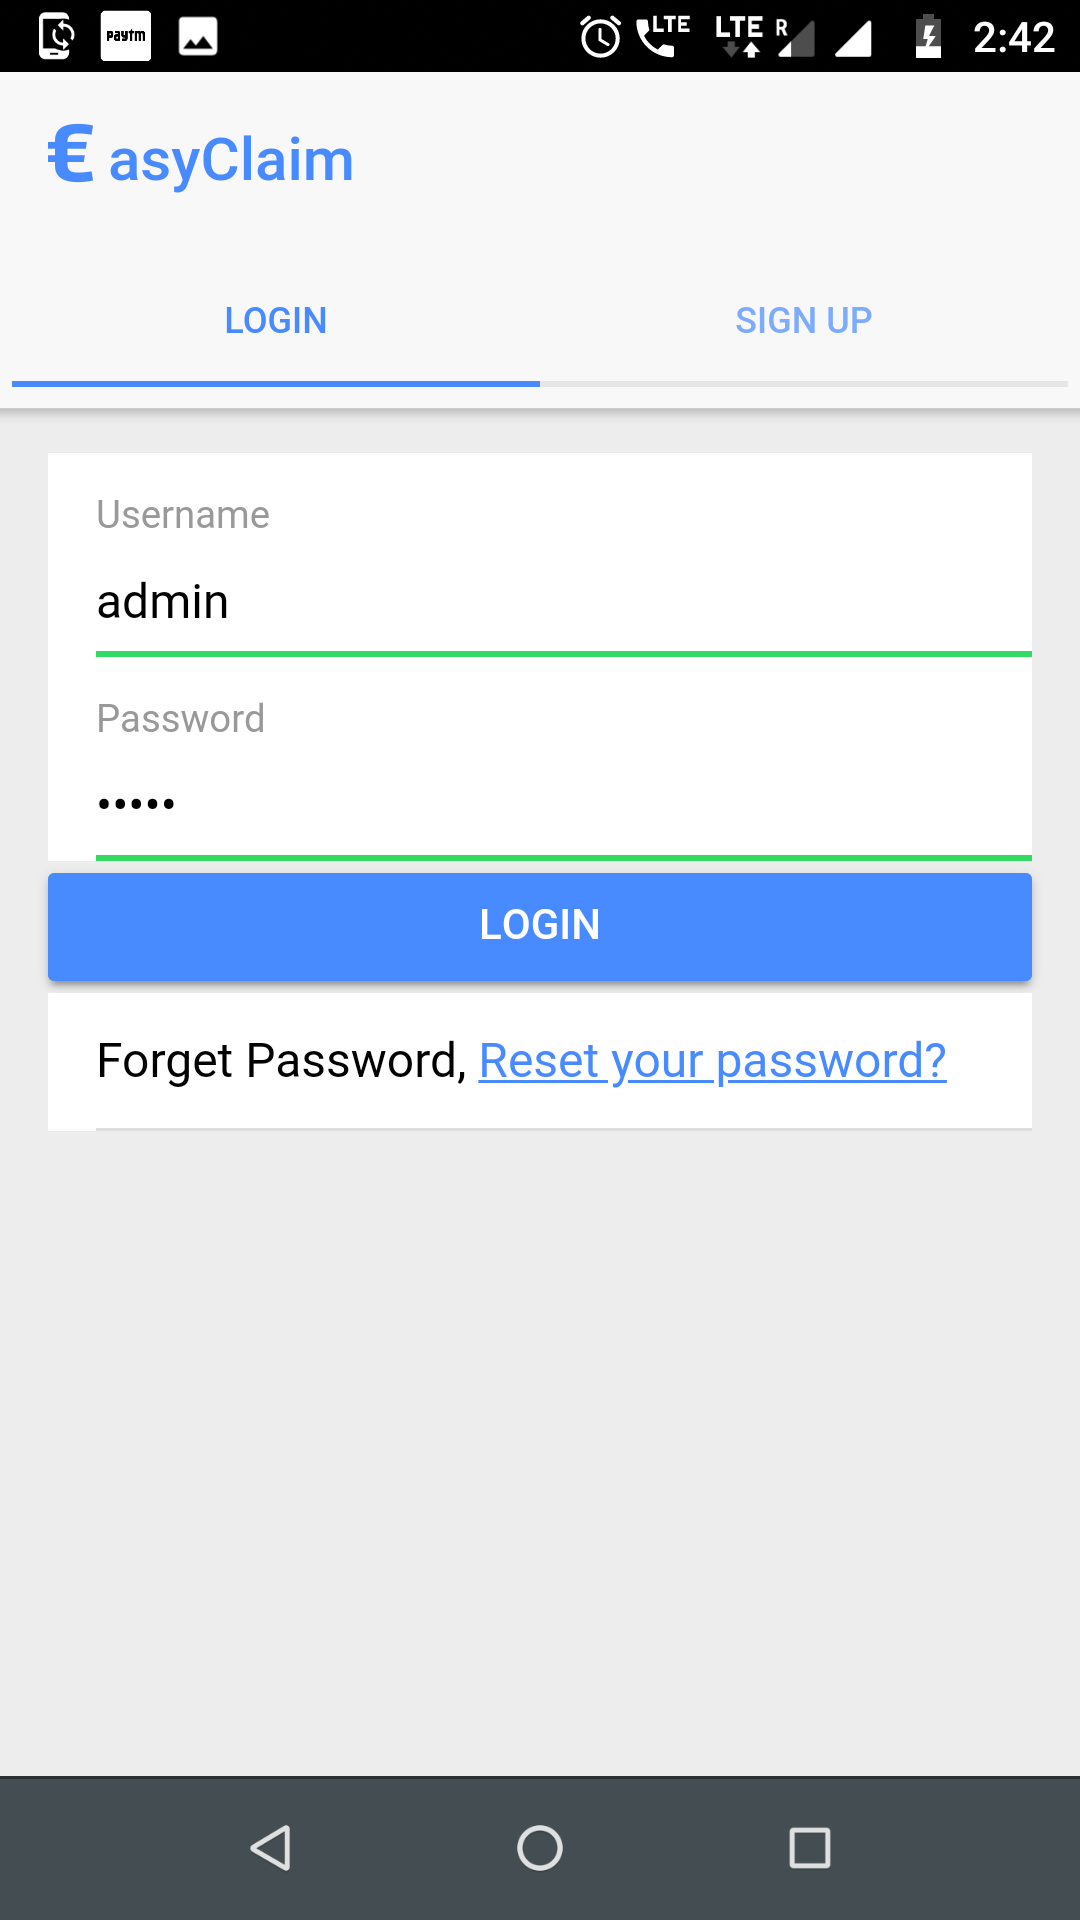 paytm LTE LTE R 2:42
€ asyClaim
LOGIN SIGN UP
Username
admin
Password
•••••
LOGIN
Forget Password, Reset your password?